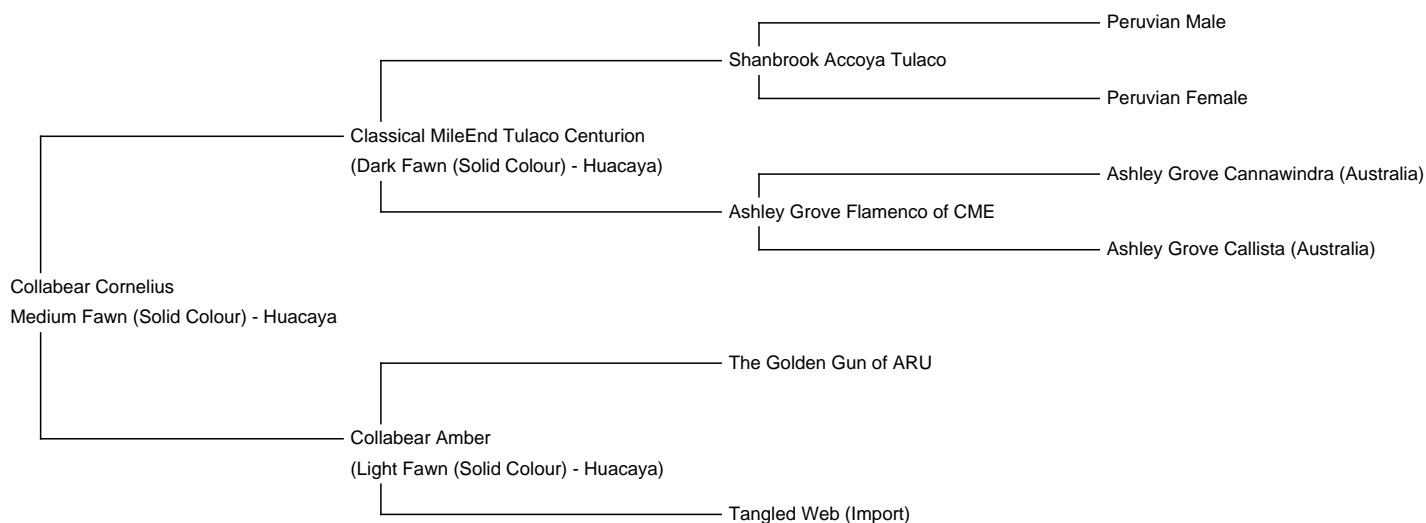 Peruvian Male
Shanbrook Accoya Tulaco
Peruvian Female
Classical MileEnd Tulaco Centurion
(Dark Fawn (Solid Colour) - Huacaya)
Ashley Grove Cannawindra (Australia)
Ashley Grove Flamenco of CME
Ashley Grove Callista (Australia)
Collabear Cornelius
Medium Fawn (Solid Colour) - Huacaya
The Golden Gun of ARU
Collabear Amber
(Light Fawn (Solid Colour) - Huacaya)
Tangled Web (Import)